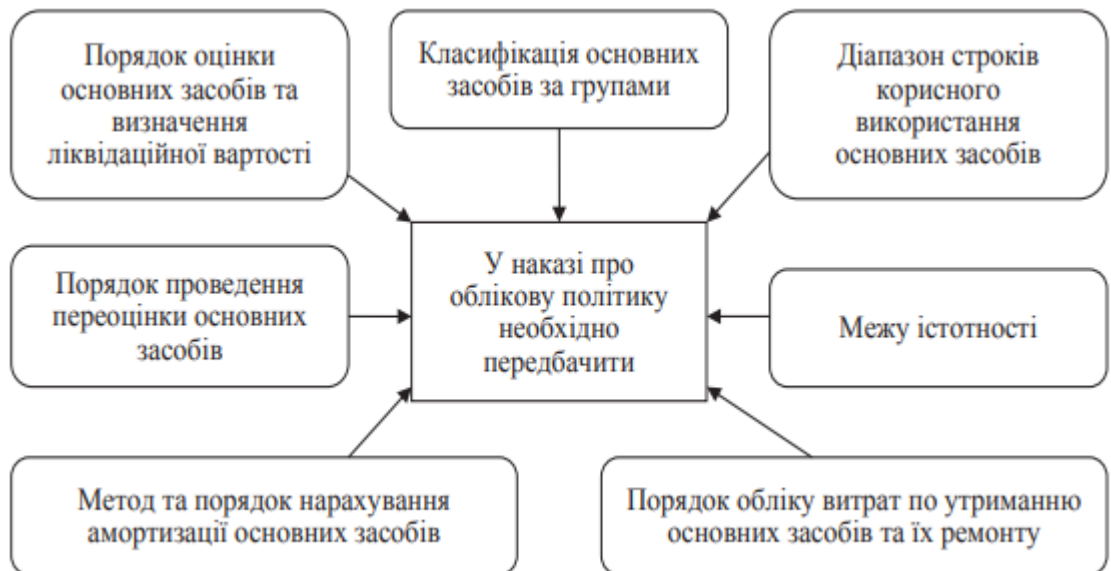 Порядок оцінки
основних засобів та
визначення
ліквідаційної вартості
Класифікація основних
засобів за групами
Діапазон строків
корисного
використання
основних засобів
Порядок проведення
переоцінки основних
засобів
У наказі про
облікову політику
необхідно
передбачити
Межу істотності
Метод та порядок нарахування
амортизації основних засобів
Порядок обліку витрат по утриманню
основних засобів та їх ремонту